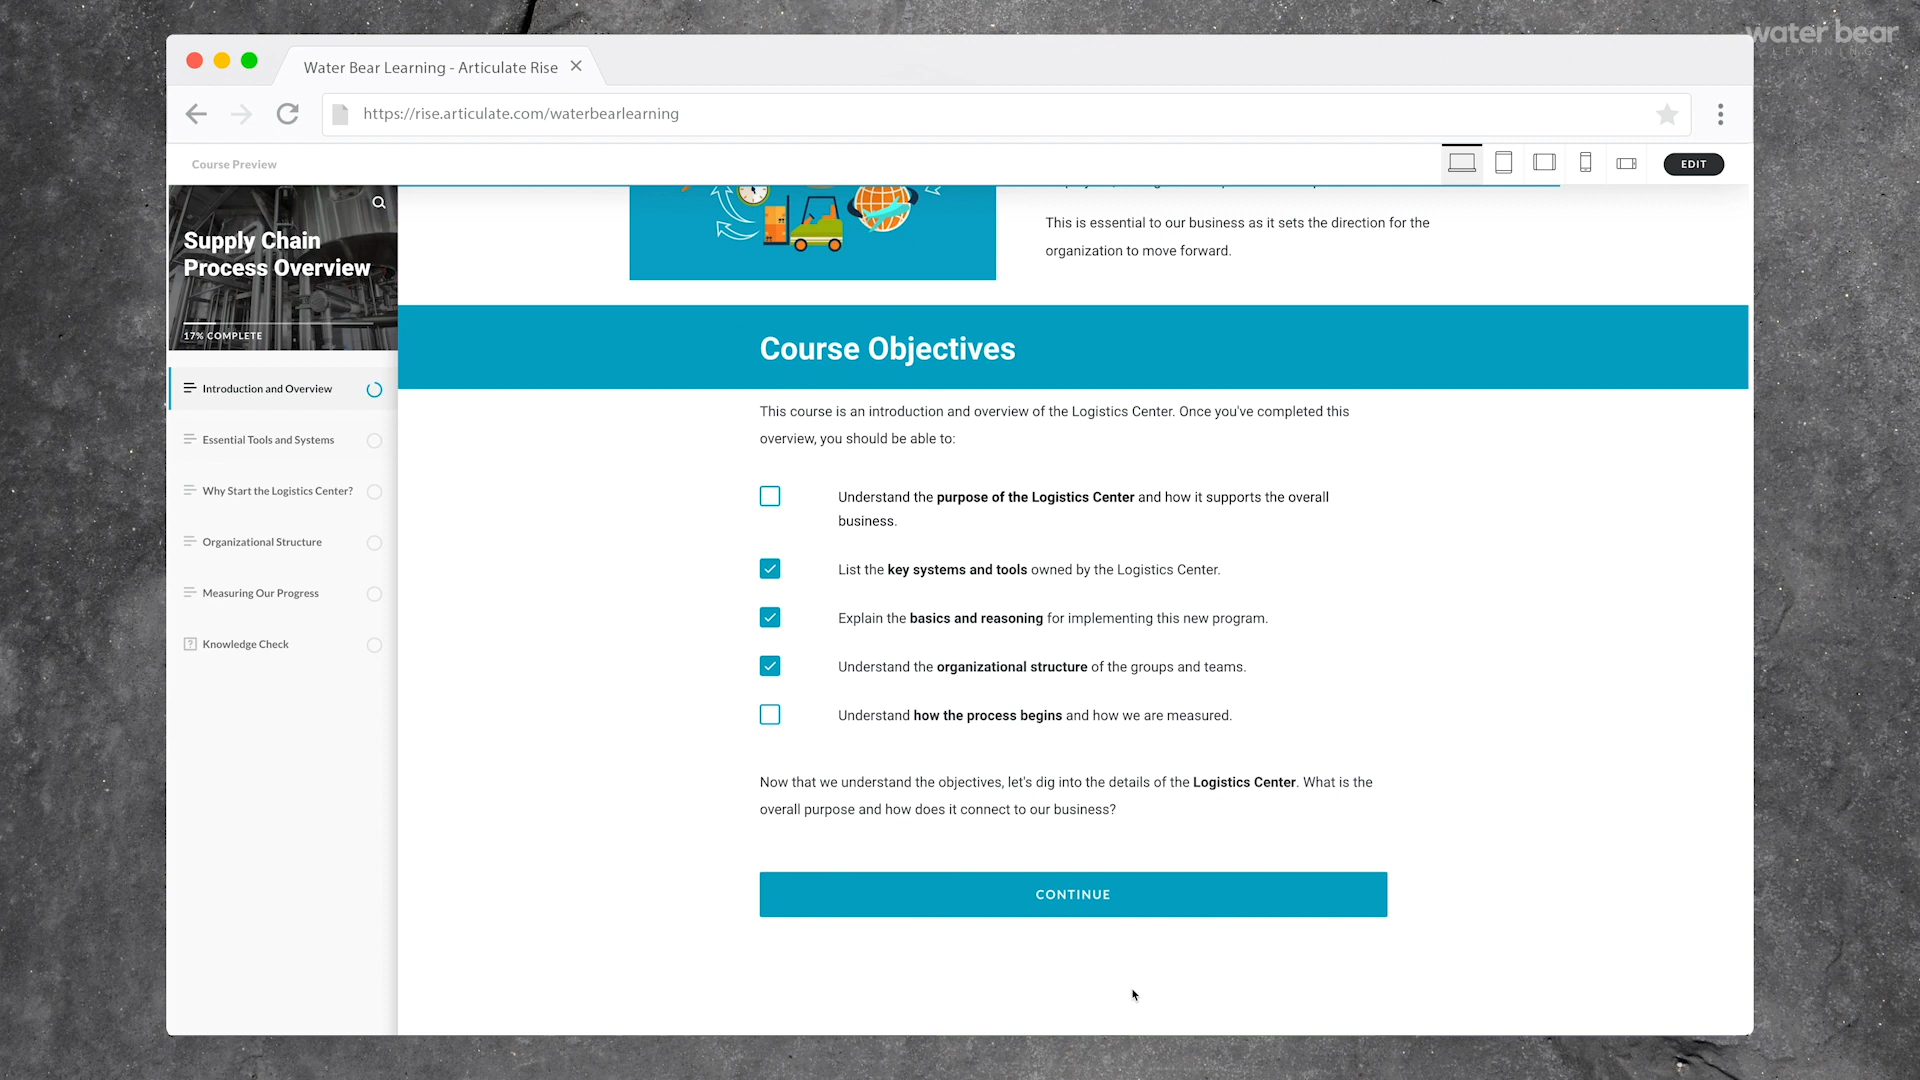 water bear
LEARNING
Water Bear Learning - Articulate Rise
https://rise.articulate.com/waterbearlearning
Course Preview
EDIT
Supply Chain
Process Overview
17% COMPLETE
Introduction and Overview
Essential Tools and Systems
Why Start the Logistics Center?
Organizational Structure
Measuring Our Progress
Knowledge Check
This is essential to our business as it sets the direction for the
organization to move forward.
Course Objectives
This course is an introduction and overview of the Logistics Center. Once you've completed this
overview, you should be able to:
Understand the purpose of the Logistics Center and how it supports the overall
business.
List the key systems and tools owned by the Logistics Center.
Explain the basics and reasoning for implementing this new program.
Understand the organizational structure of the groups and teams.
Understand how the process begins and how we are measured.
Now that we understand the objectives, let's dig into the details of the Logistics Center. What is the
overall purpose and how does it connect to our business?
CONTINUE